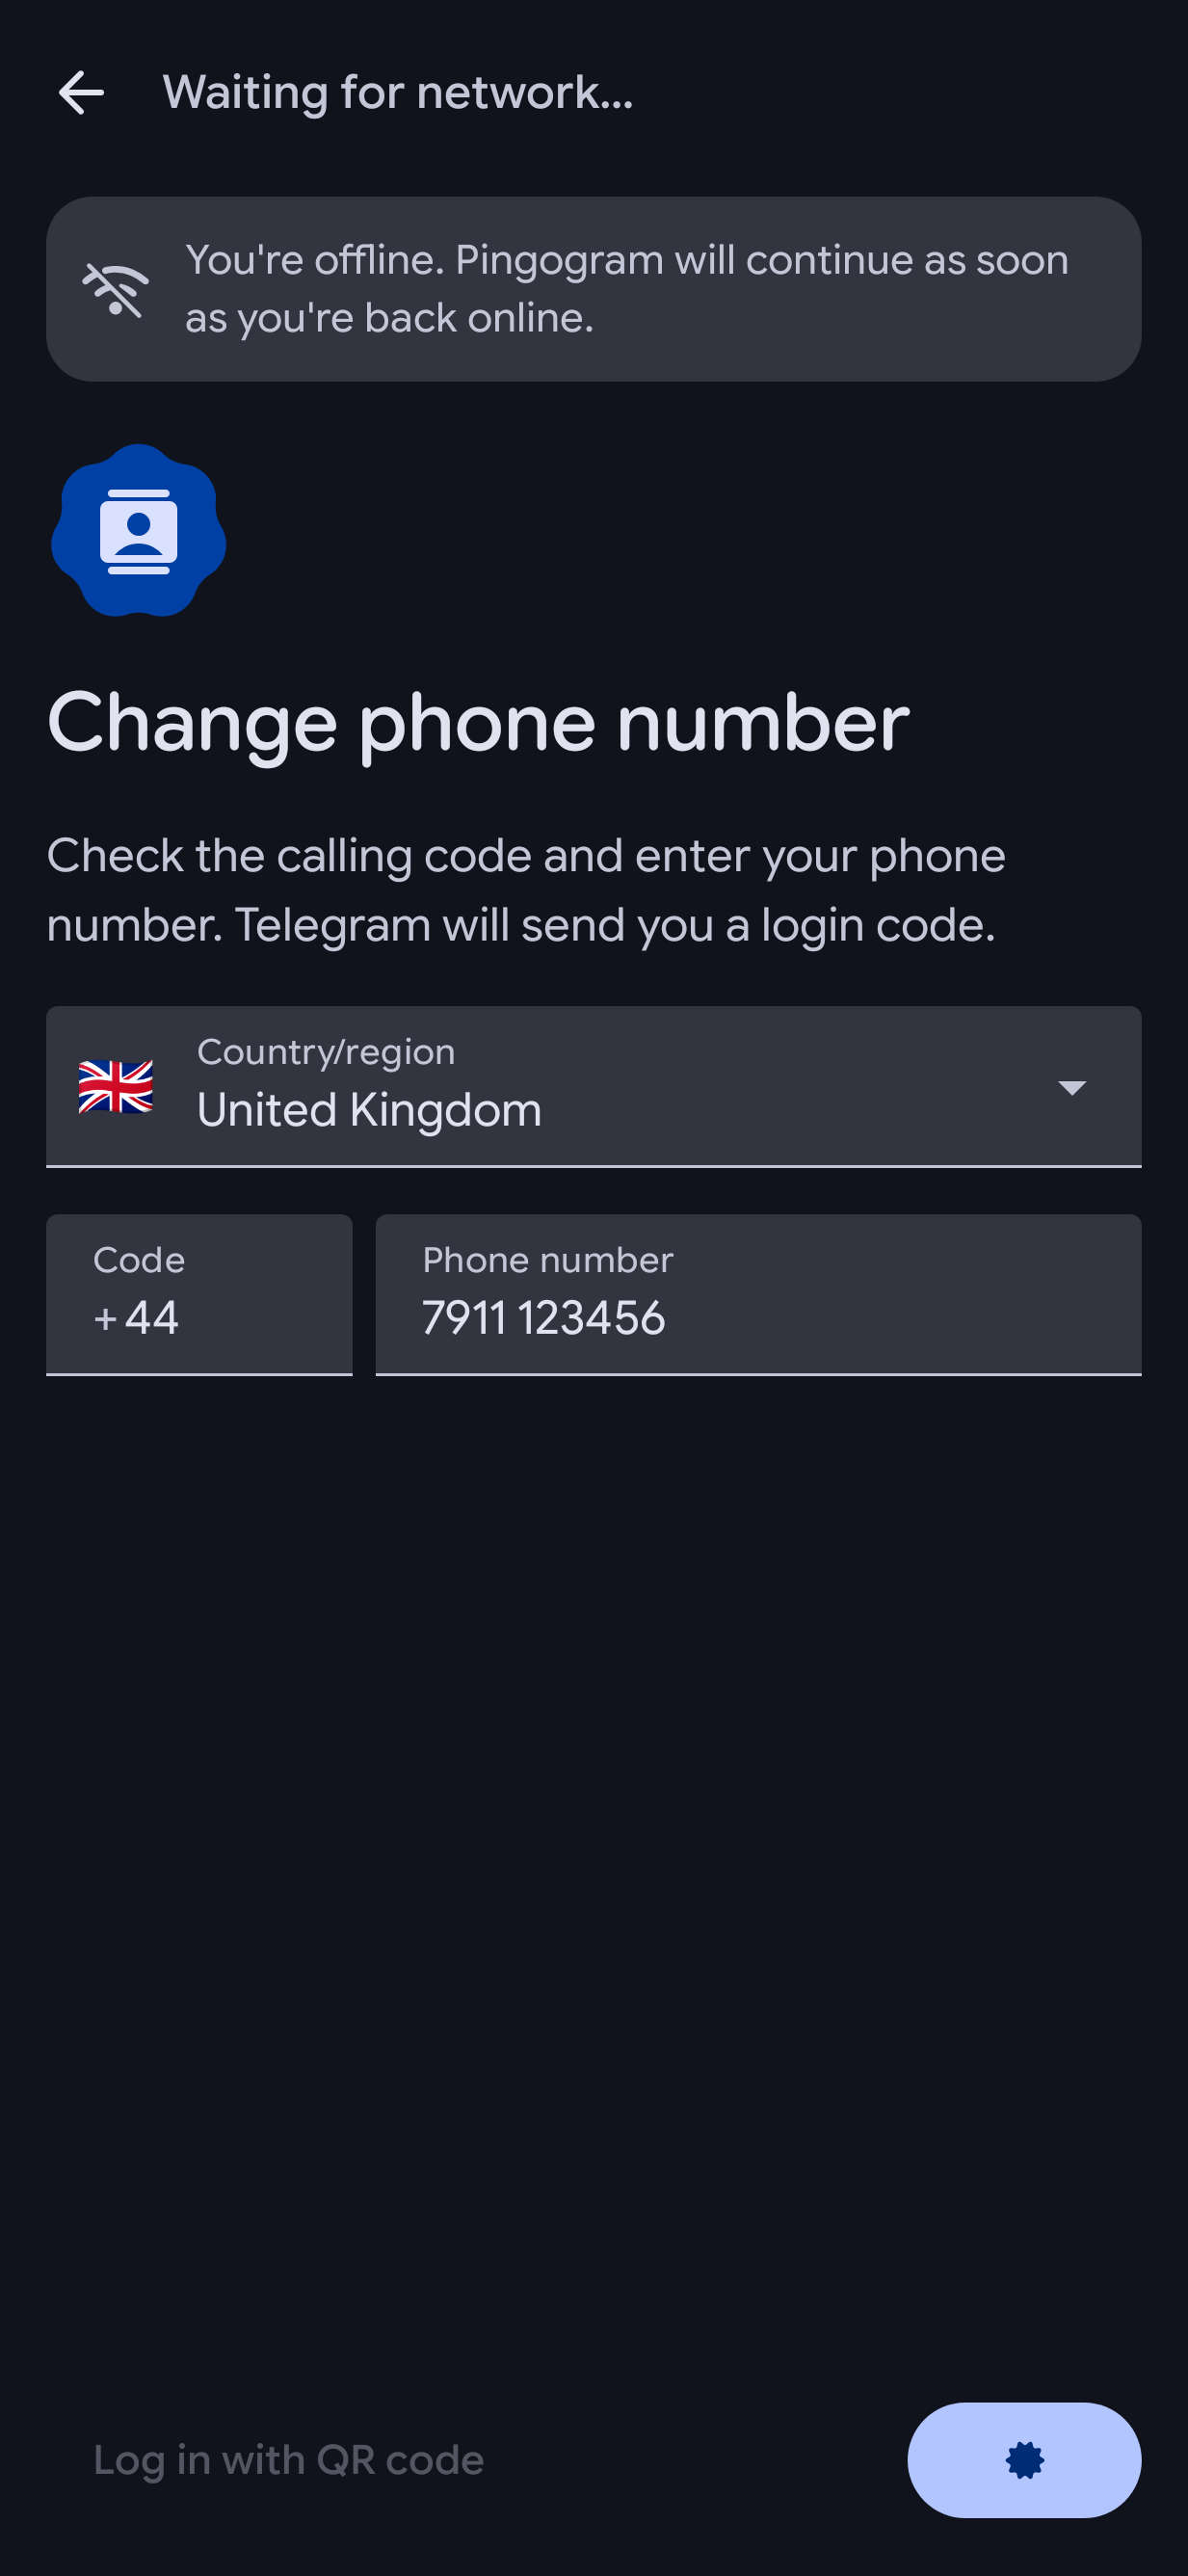 Waiting for network...
You're offline. Pingogram will continue as soon
as you're back online.
Change phone number
Check the calling code and enter your phone
number. Telegram will send you a login code.
Country/region
United Kingdom
Code
+44
Phone number
7911 123456
Log in with QR code